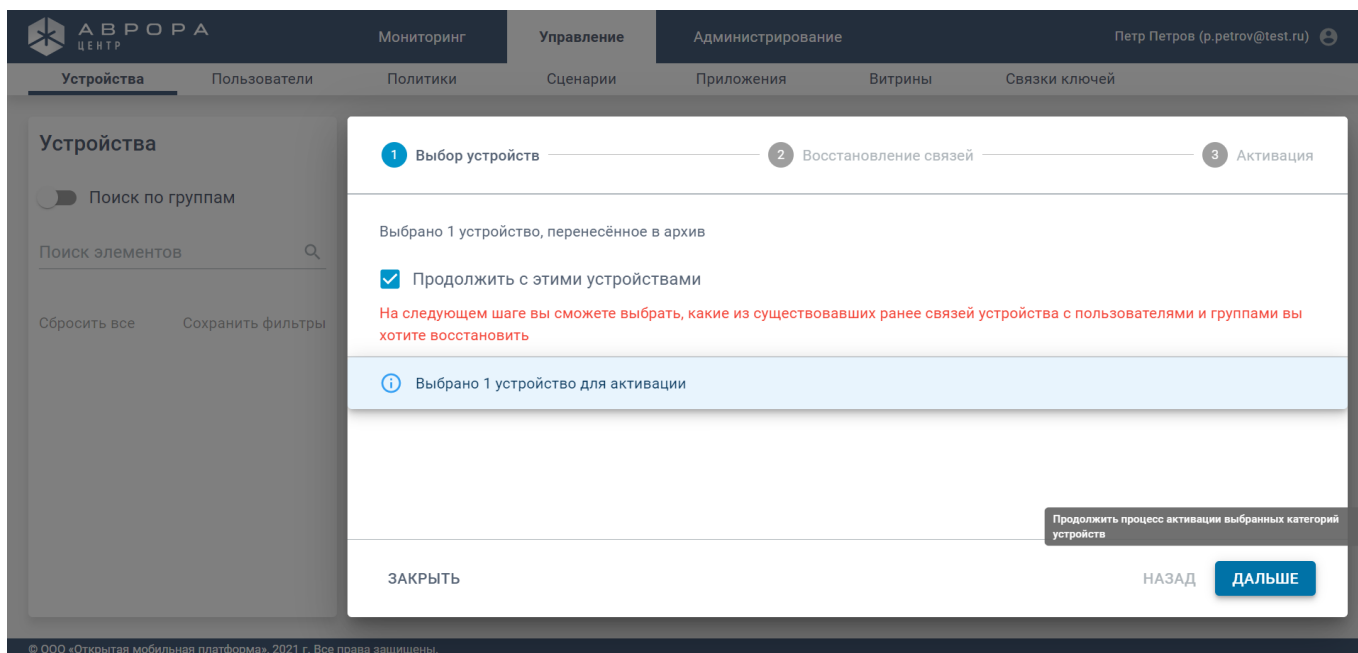 АВРОРА
ЦЕНТР
Мониторинг
Управление
Администрирование
Петр Петров (p.petrov@test.ru)
Устройства
Пользователи
Политики
Сценарии
Приложения
Витрины
Связки ключей
Устройства
Поиск по группам
Поиск элементов
Сбросить все
Сохранить фильтры
1 Выбор устройств
2 Восстановление связей
3 Активация
Выбрано 1 устройство, перенесённое в архив
Продолжить с этими устройствами
На следующем шаге вы сможете выбрать, какие из существовавших ранее связей устройства с пользователями и группами вы
хотите восстановить
Выбрано 1 устройство для активации
Продолжить процесс активации выбранных категорий
устройств
ЗАКРЫТЬ
НАЗАД
ДАЛЬШЕ
© ООО «Открытая мобильная платформа», 2021 г. Все права защищены.